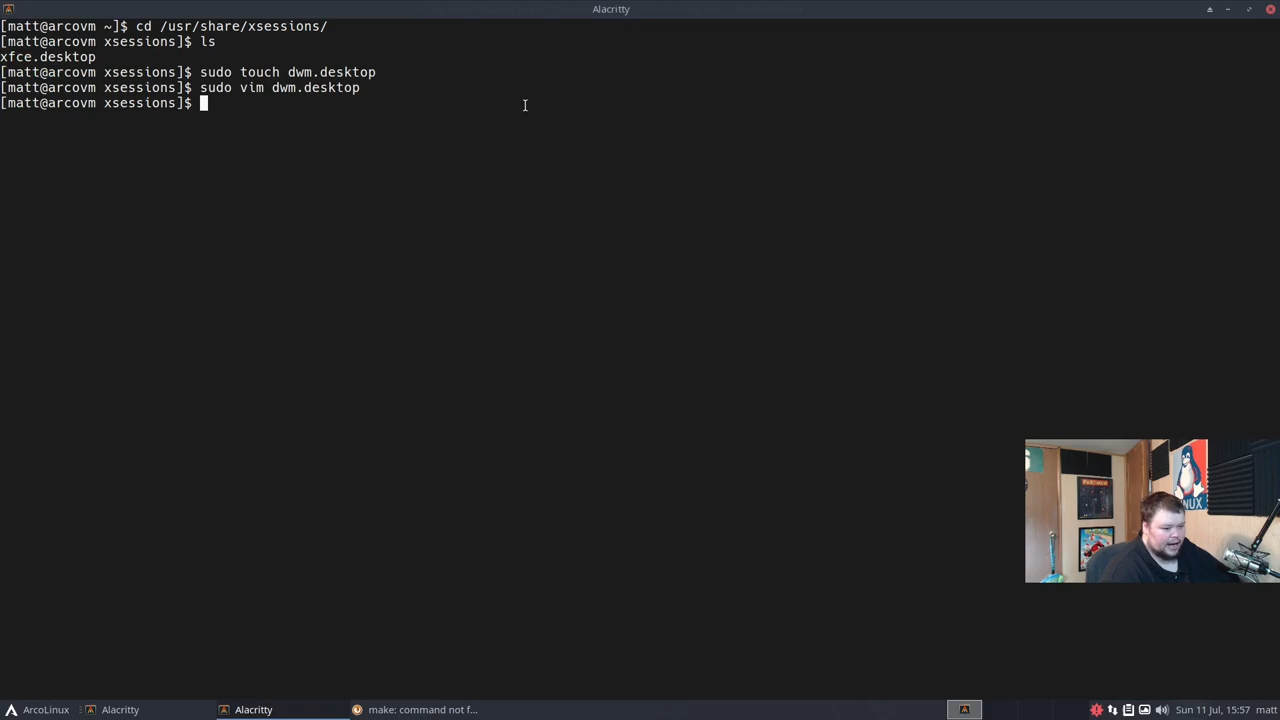 Alacritty
[matt@arcovm ~]$ cd /usr/share/xsessions/
[matt@arcovm xsessions]$ ls
xfce.desktop
[matt@arcovm xsessions]$ sudo touch dwm.desktop
[matt@arcovm xsessions]$ sudo vim dwm.desktop
[matt@arcovm xsessions]$
ArcoLinux
Alacritty
Alacritty
make: command not f...
Sun 11 Jul, 15:57
matt